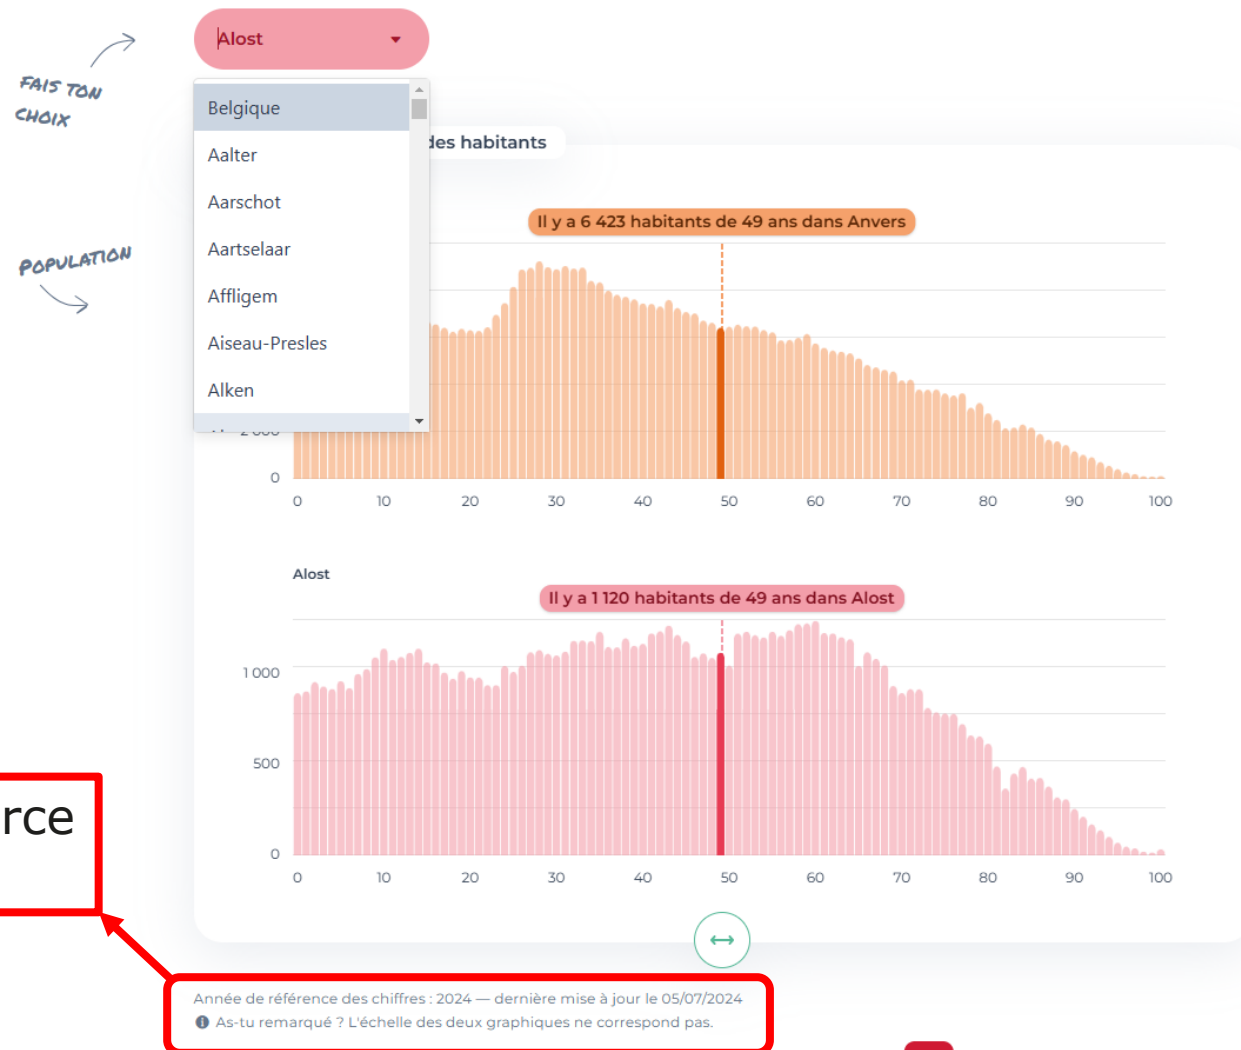 Alost
FAIS TON
CHOIX
Belgique
des habitants
Aalter
Aarschot
Il y a 6 423 habitants de 49 ans dans Anvers
Aartselaar
POPULATION
Affligem
Aiseau-Presles
Alken
2 000
0
0 10 20 30 40 50 60 70 80 90 100
Alost
Il y a 1 120 habitants de 49 ans dans Alost
1 000
500
rce
0
0 10 20 30 40 50 60 70 80 90 100
Année de référence des chiffres : 2024 — dernière mise à jour le 05/07/2024
As-tu remarqué ? L'échelle des deux graphiques ne correspond pas.